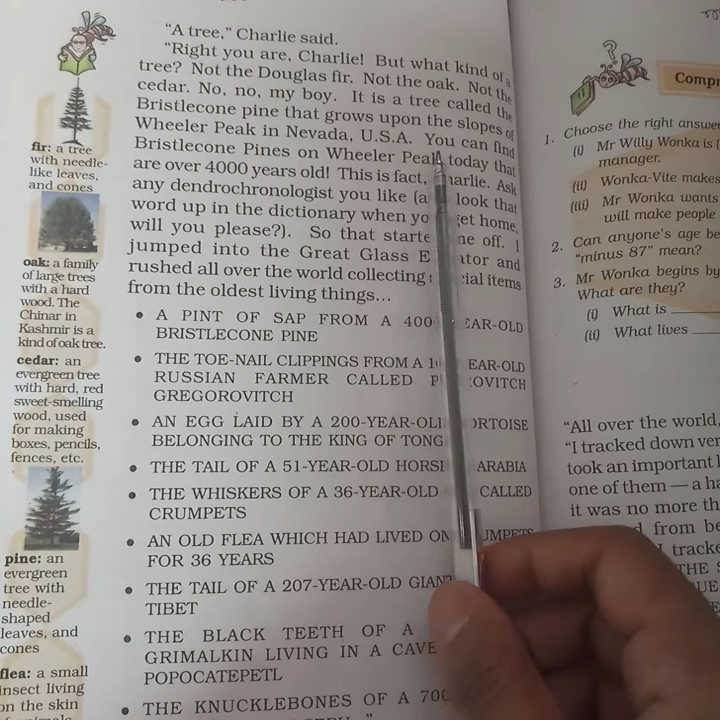 "A tree," Charlie said.
"Right you are, Charlie! But what kind of a
tree? Not the Douglas fir. Not the oak. Not the
cedar. No, no, my boy. It is a tree called the
Bristlecone pine that grows upon the slopes of
Wheeler Peak in Nevada, U.S.A. You can find
Bristlecone Pines on Wheeler Peak today that
are over 4000 years old! This is fact, Charlie. Ask
any dendrochronologist you like (a look that
word up in the dictionary when yo get home,
will you please?). So that starte me off. I
jumped into the Great Glass E ator and
rushed all over the world collecting cial items
from the oldest living things...
• A PINT OF SAP FROM A 400 EAR-OLD
BRISTLECONE PINE
• THE TOE-NAIL CLIPPINGS FROM A 1 EAR-OLD
RUSSIAN FARMER CALLED P OVITCH
GREGOROVITCH
• AN EGG LAID BY A 200-YEAR-OL ORTOISE
BELONGING TO THE KING OF TONG
• THE TAIL OF A 51-YEAR-OLD HORS ARABIA
• THE WHISKERS OF A 36-YEAR-OLD CALLED
CRUMPETS
• AN OLD FLEA WHICH HAD LIVED ON UMPETS
FOR 36 YEARS
• THE TAIL OF A 207-YEAR-OLD GIAN
TIBET
• THE BLACK TEETH OF A
GRIMALKIN LIVING IN A CAVE
POPOCATEPETL
• THE KNUCKLEBONES OF A 700
fir: a tree
with needle-
like leaves,
and cones
oak: a family
of large trees
with a hard
wood. The
Chinar in
Kashmir is a
kind of oak tree.
cedar: an
evergreen tree
with hard, red
sweet-smelling
wood, used
for making
boxes, pencils,
fences, etc.
pine: an
evergreen
tree with
needle-
shaped
leaves, and
cones
flea: a small
insect living
on the skin
Compr
1. Choose the right answer
(i) Mr Willy Wonka is (
manager.
(ii) Wonka-Vite makes
(iii) Mr Wonka wants
will make people
2. Can anyone's age be
"minus 87" mean?
3. Mr Wonka begins by
What are they?
(i) What is
(ii) What lives
"All over the world,
"I tracked down ver
took an important
one of them — a ha
it was no more th
from be
I tracke
THE S